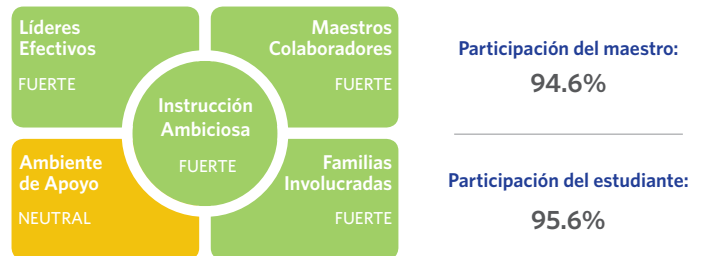 Líderes
Efectivos
FUERTE
Maestros
Colaboradores
FUERTE
Instrucción
Ambiciosa
FUERTE
Ambiente
de Apoyo
NEUTRAL
Familias
Involucradas
FUERTE
Participación del maestro:
94.6%
Participación del estudiante:
95.6%